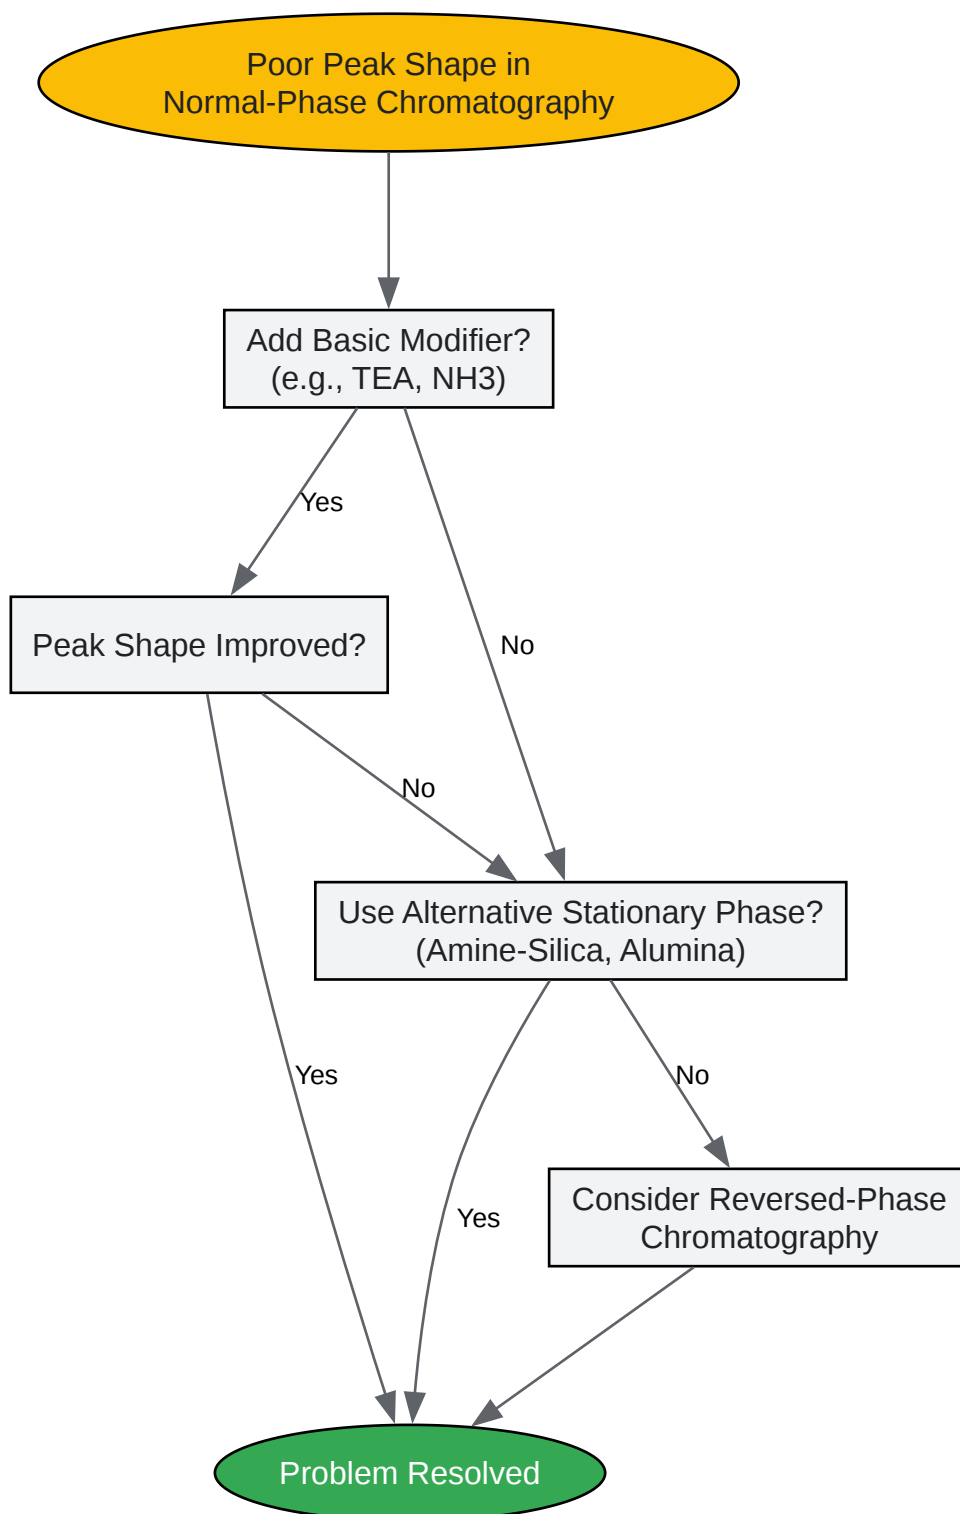 Poor Peak Shape in
Normal-Phase Chromatography
Add Basic Modifier?
(e.g., TEA, NH3)
Yes
Peak Shape Improved?
No
No
Use Alternative Stationary Phase?
(Amine-Silica, Alumina)
Yes
No
Consider Reversed-Phase
Chromatography
Yes
Problem Resolved